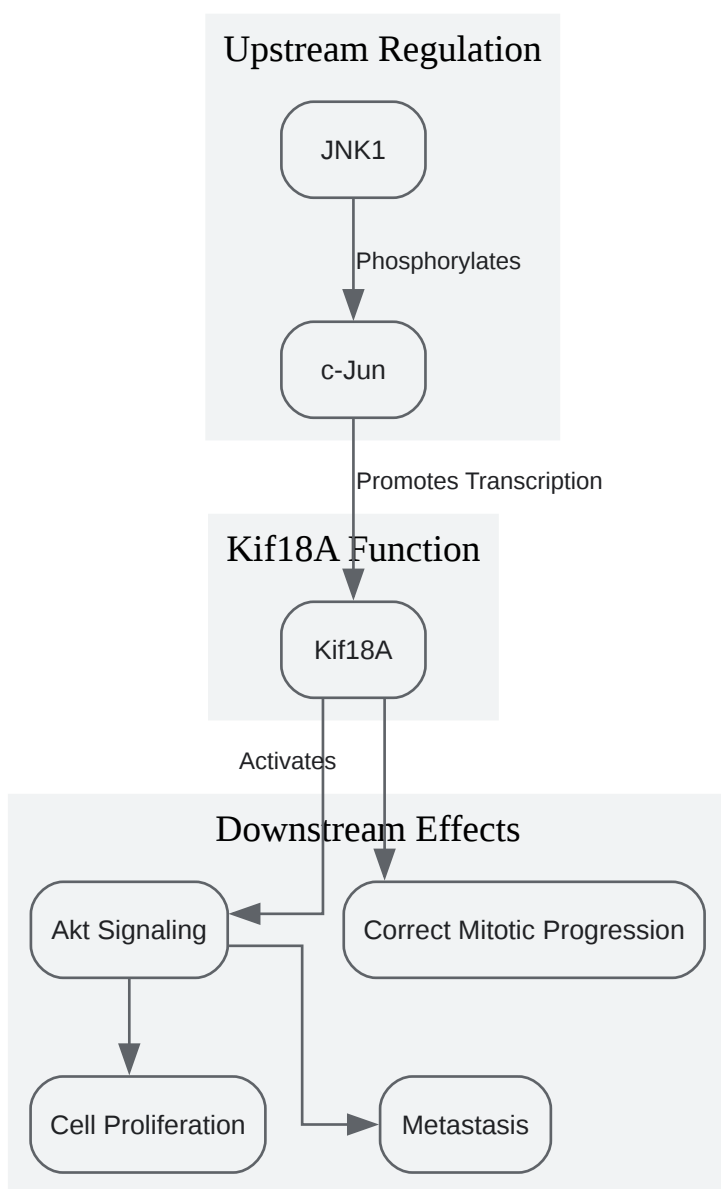 Upstream Regulation
JNK1
Phosphorylates
c-Jun
Promotes Transcription
Kif18A Function
Kif18A
Activates
Downstream Effects
Akt Signaling
Correct Mitotic Progression
Cell Proliferation
Metastasis